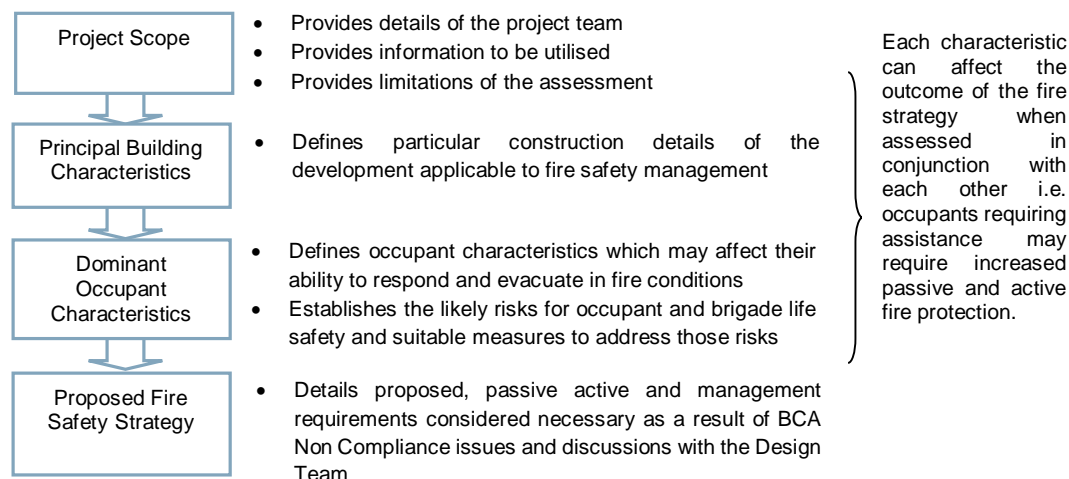 Project Scope
• Provides details of the project team
• Provides information to be utilised
• Provides limitations of the assessment
Principal Building
Characteristics
• Defines particular construction details of the
development applicable to fire safety management
Dominant
Occupant
Characteristics
• Defines occupant characteristics which may affect their
ability to respond and evacuate in fire conditions
• Establishes the likely risks for occupant and brigade life
safety and suitable measures to address those risks
Proposed Fire
Safety Strategy
• Details proposed, passive active and management
requirements considered necessary as a result of BCA
Non Compliance issues and discussions with the Design
Team
Each characteristic
can affect the
outcome of the fire
strategy when
assessed in
conjunction with
each other i.e.
occupants requiring
assistance may
require increased
passive and active
fire protection.